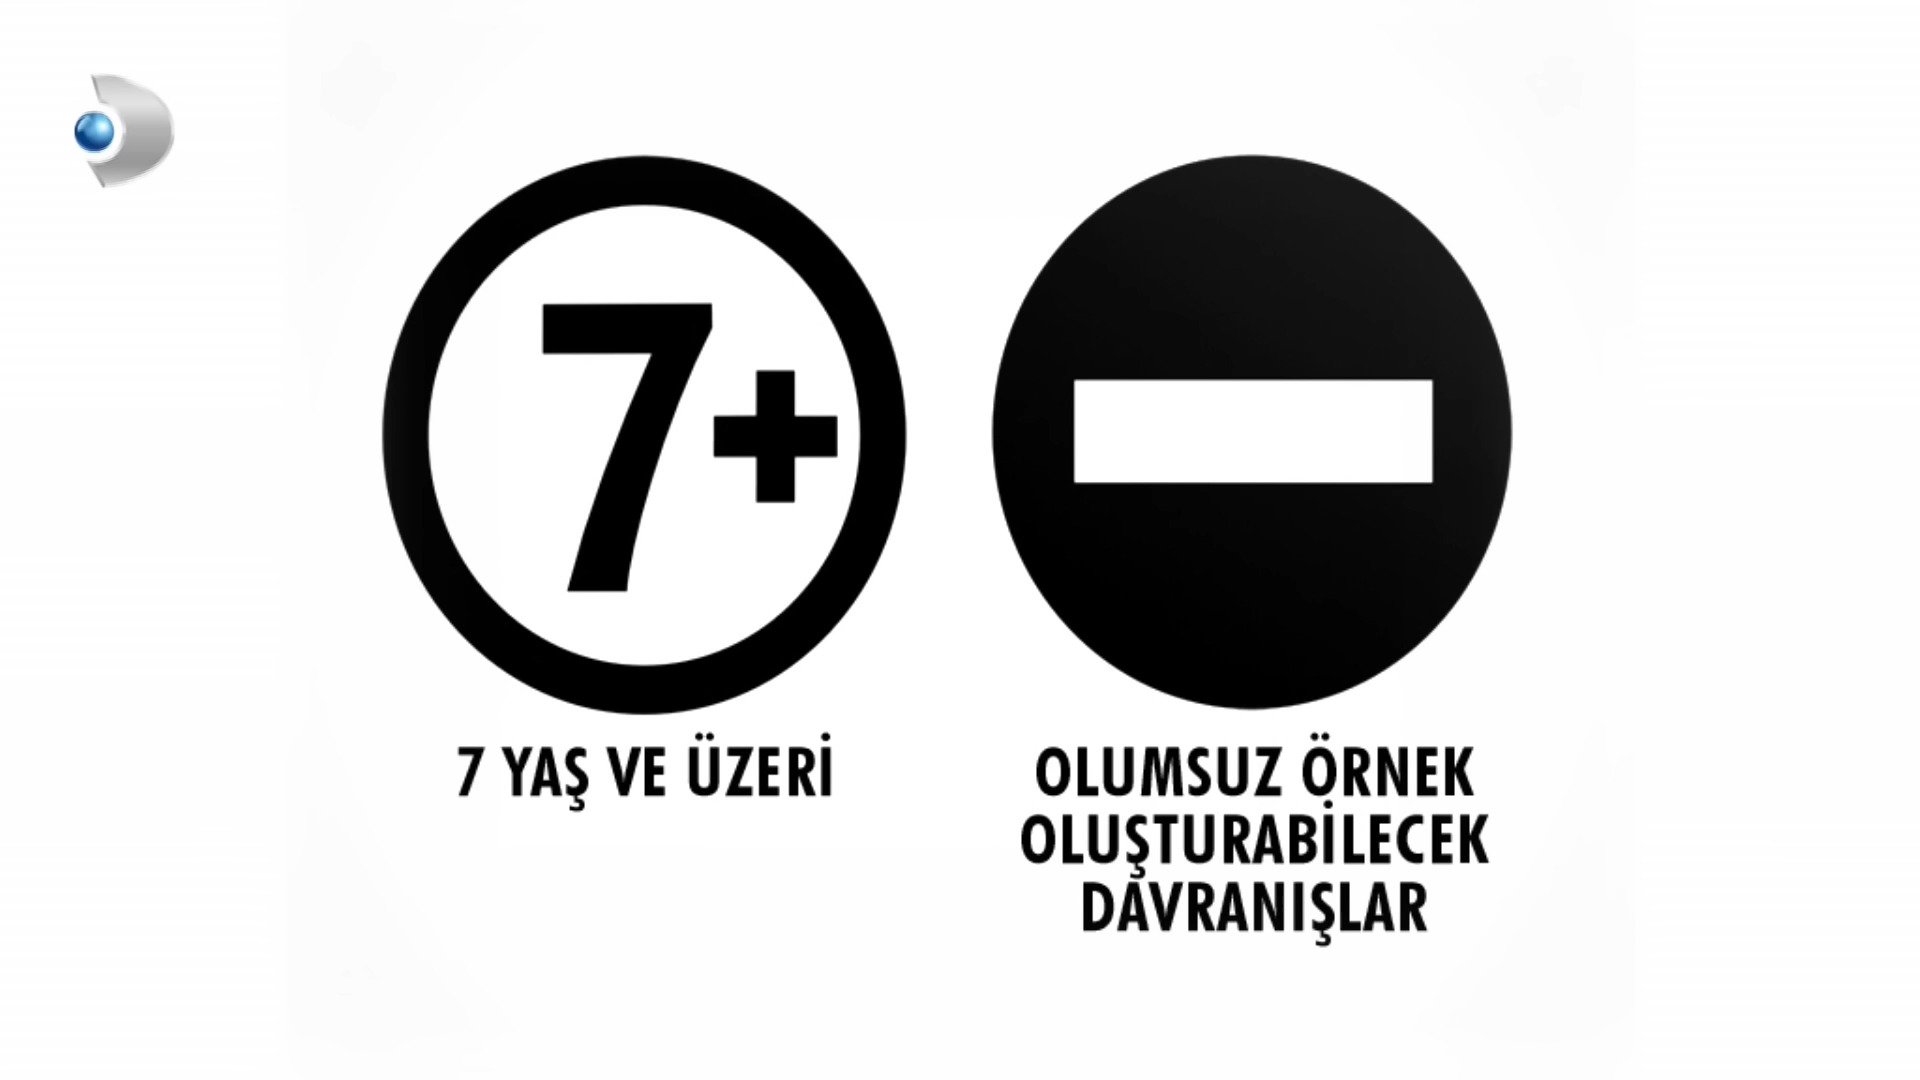 7+
7 YAŞ VE ÜZERİ
OLUMSUZ ÖRNEK
OLUŞTURABİLECEK
DAVRANIŞLAR